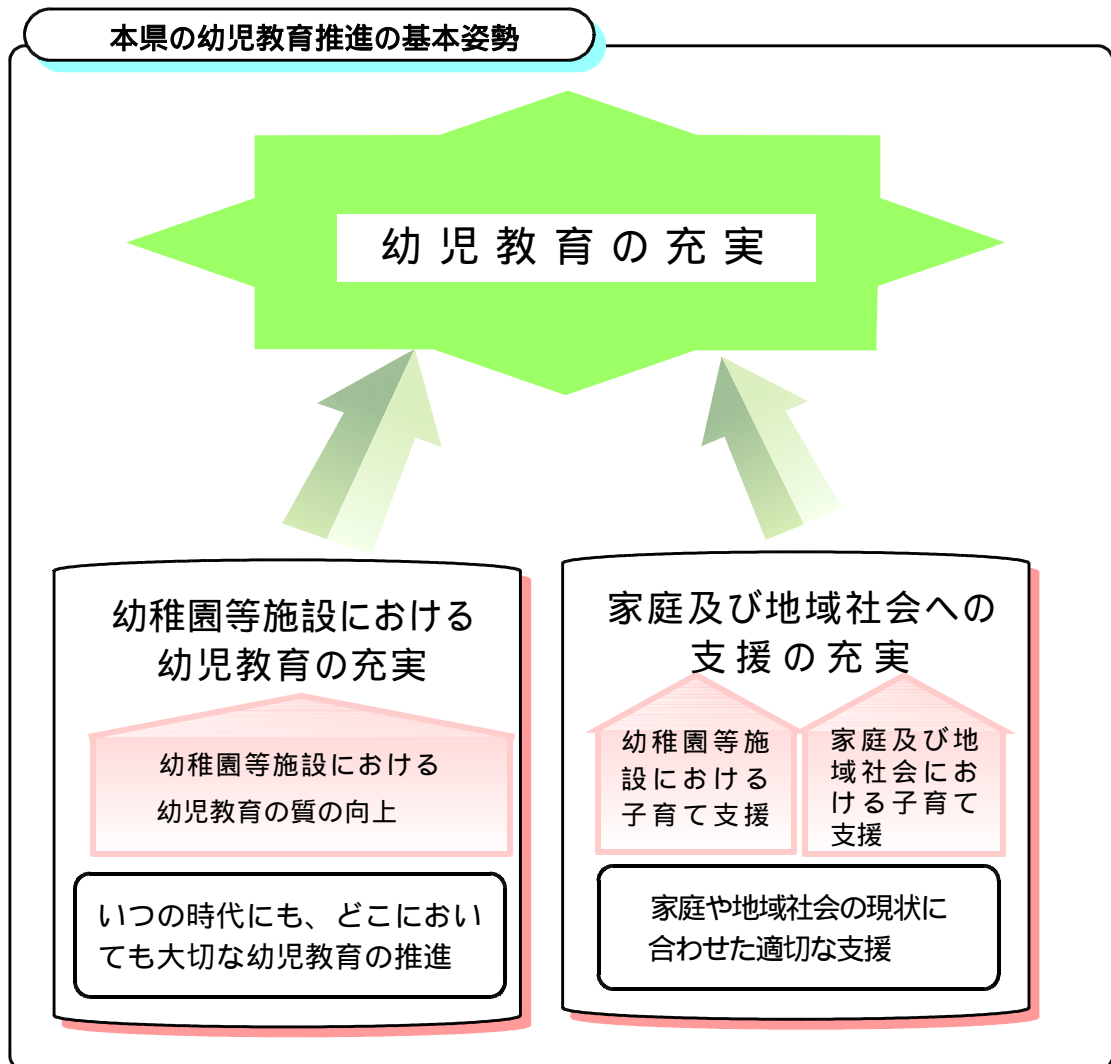 本県の幼児教育推進の基本姿勢
幼児教育の充実
幼稚園等施設における
幼児教育の充実
幼稚園等施設における
幼児教育の質の向上
いつの時代にも、どこにおい
ても大切な幼児教育の推進
家庭及び地域社会への
支援の充実
幼稚園等施
設における
子育て支援
家庭及び地
域社会にお
ける子育て
支援
家庭や地域社会の現状に
合わせた適切な支援